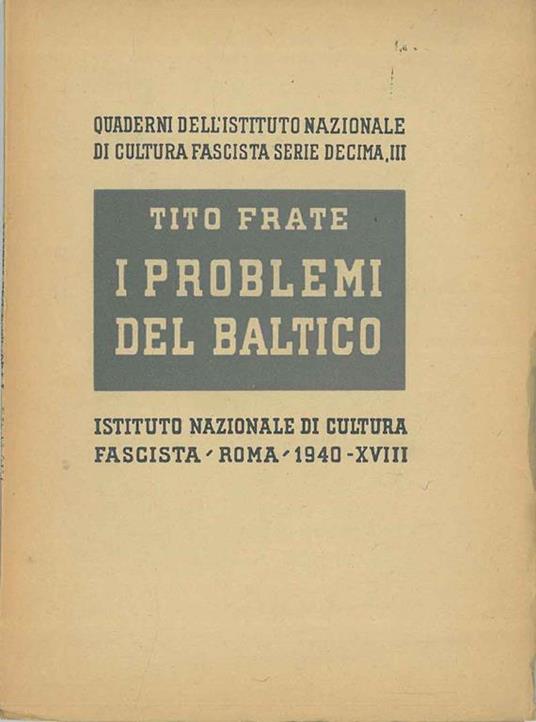 QUADERNI DELL'ISTITUTO NAZIONALE
DI CULTURA FASCISTA SERIE DECIMA, III
TITO FRATE
I PROBLEMI
DEL BALTICO
ISTITUTO NAZIONALE DI CULTURA
FASCISTA - ROMA - 1940 - XVIII